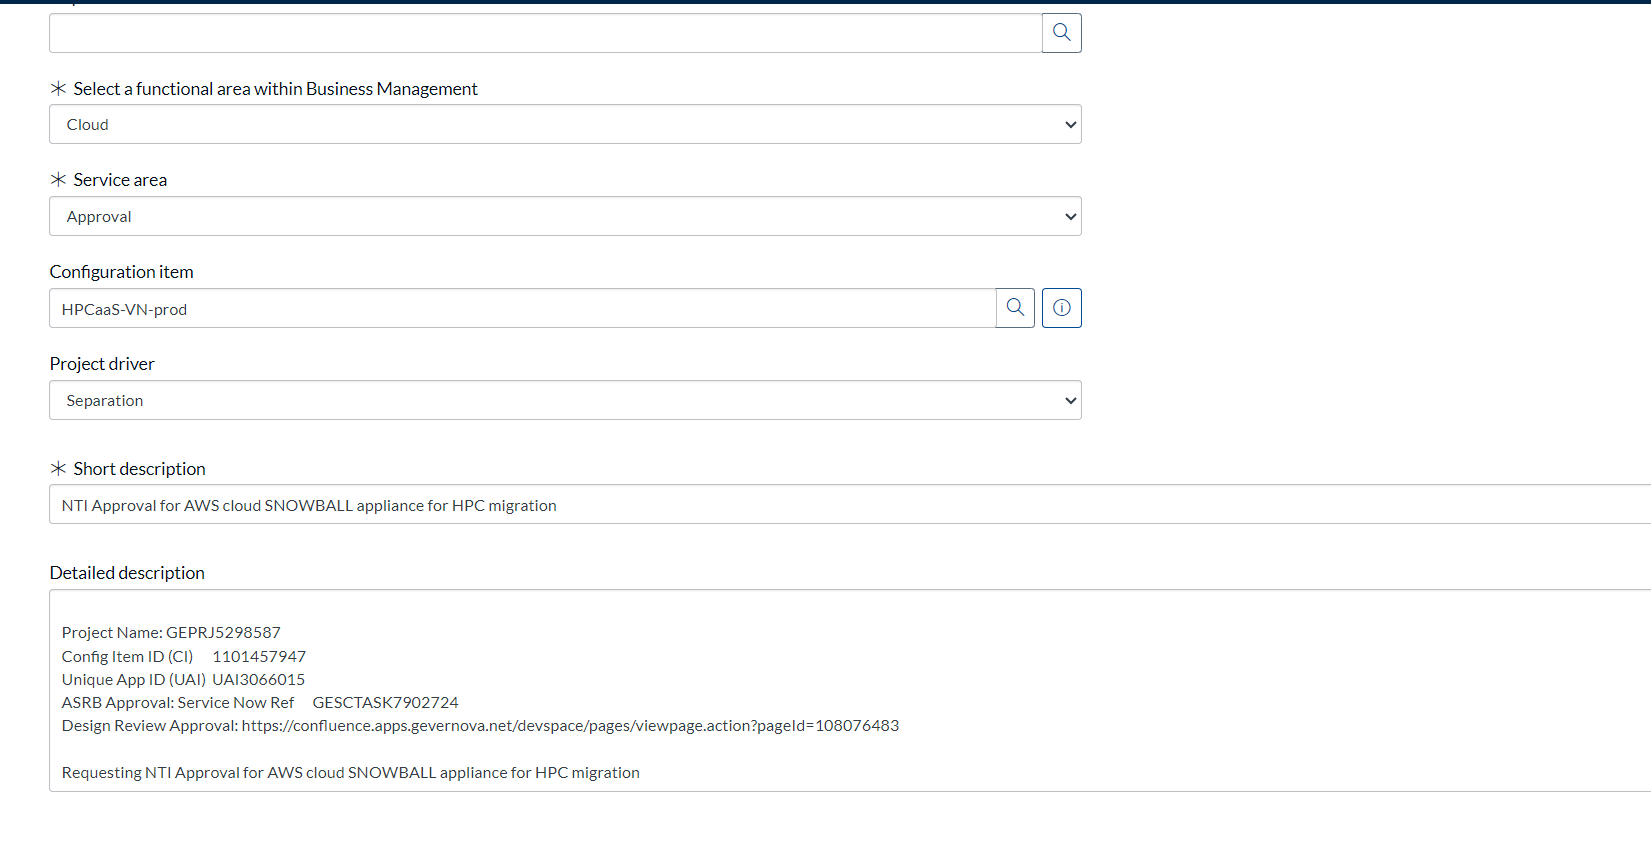 Select a functional area within Business Management
Cloud
Service area
Approval
Configuration item
HPCaaS-VN-prod
Project driver
Separation
Short description
NTI Approval for AWS cloud SNOWBALL appliance for HPC migration
Detailed description
Project Name: GEPRJ5298587
Config Item ID (CI) 1101457947
Unique App ID (UAI) UAI3066015
ASRB Approval: Service Now Ref GESCTASK7902724
Design Review Approval: https://confluence.apps.gevernova.net/devspace/pages/viewpage.action?pageId=108076483
Requesting NTI Approval for AWS cloud SNOWBALL appliance for HPC migration